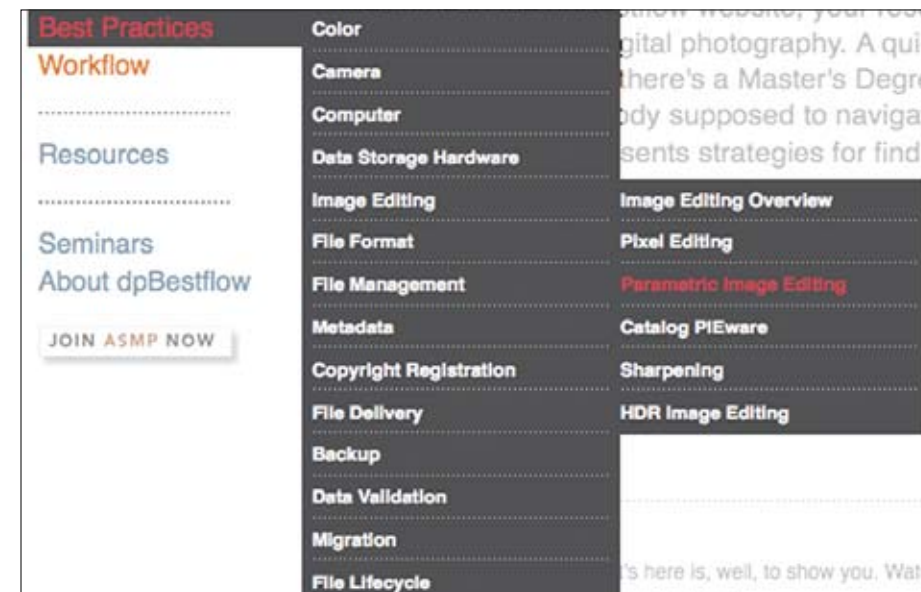 Best Practices
Workflow
Resources
Seminars
About dpBestflow
JOIN ASMP NOW
Color
Camera
Computer
Data Storage Hardware
Image Editing
File Format
File Management
Metadata
Copyright Registration
File Delivery
Backup
Data Validation
Migration
File Lifecycle
Image Editing Overview
Pixel Editing
Parametric Image Editing
Catalog PIEware
Sharpening
HDR Image Editing
website, your
gital photography. A qui
there's a Master's Degre
ody supposed to naviga
sents strategies for find
's here is, well, to show you. Wat